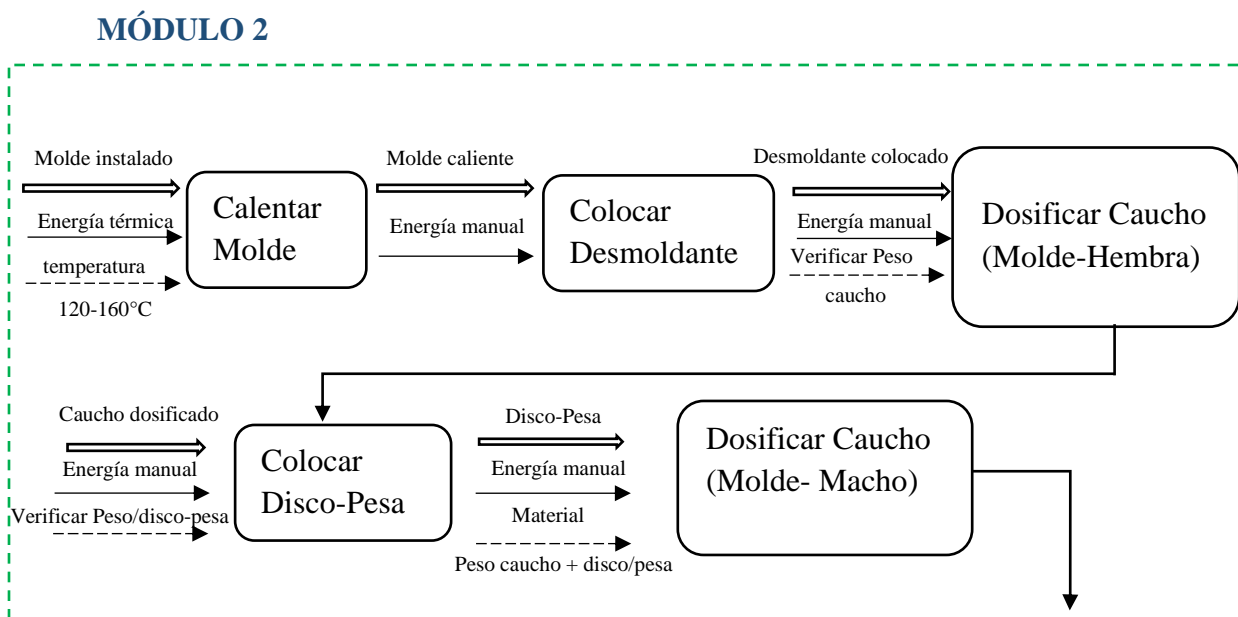 MÓDULO 2
Molde instalado
Energía térmica
temperatura
120-160°C
Calentar
Molde
Molde caliente
Energía manual
Colocar
Desmoldante
Desmoldante colocado
Energía manual
Verificar Peso
caucho
Dosificar Caucho
(Molde-Hembra)
Caucho dosificado
Energía manual
Verificar Peso/disco-pesa
Colocar
Disco-Pesa
Disco-Pesa
Energía manual
Material
Peso caucho + disco/pesa
Dosificar Caucho
(Molde- Macho)